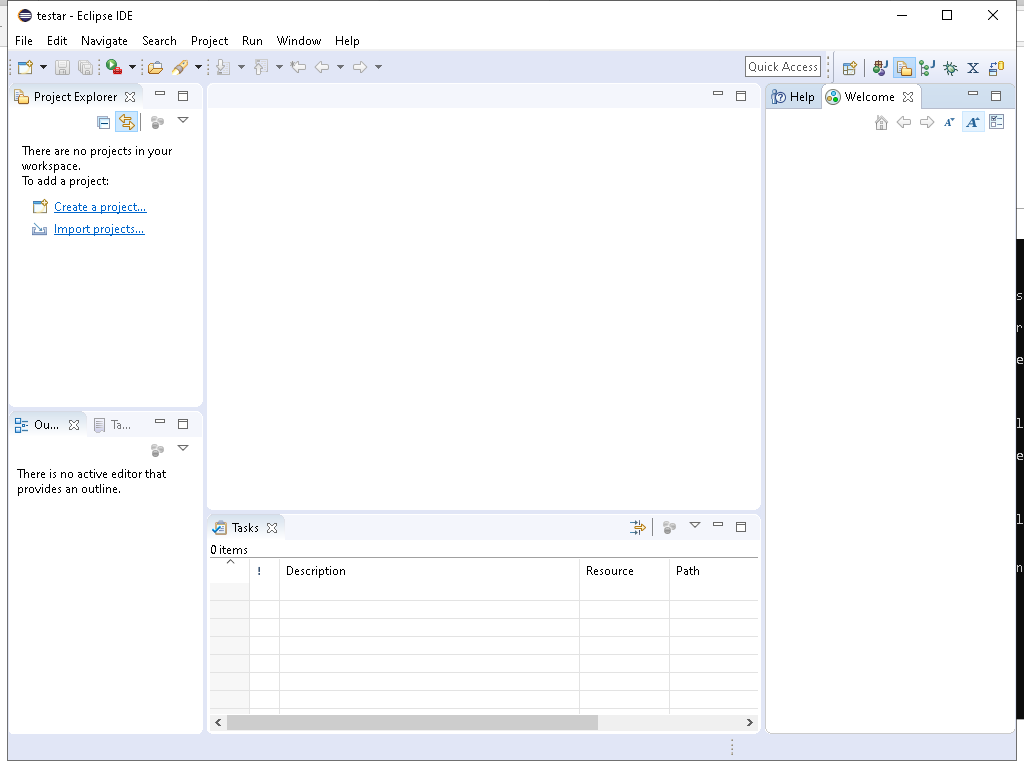 testar - Eclipse IDE
File Edit Navigate Search Project Run Window Help
Quick Access
Project Explorer
There are no projects in your
workspace.
To add a project:
Create a project...
Import projects...
Ou... Ta...
There is no active editor that
provides an outline.
Tasks
0 items
! Description Resource Path
Help Welcome
s
r
e
l
e
l
n